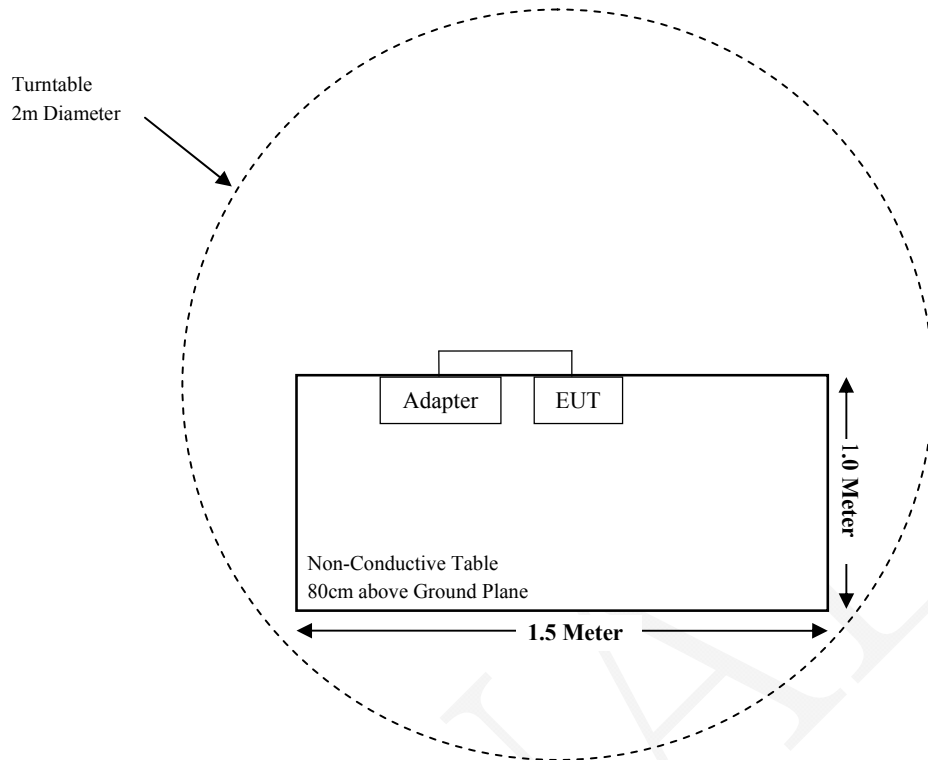 Turntable
2m Diameter
Adapter
EUT
1.0 Meter
Non-Conductive Table
80cm above Ground Plane
1.5 Meter